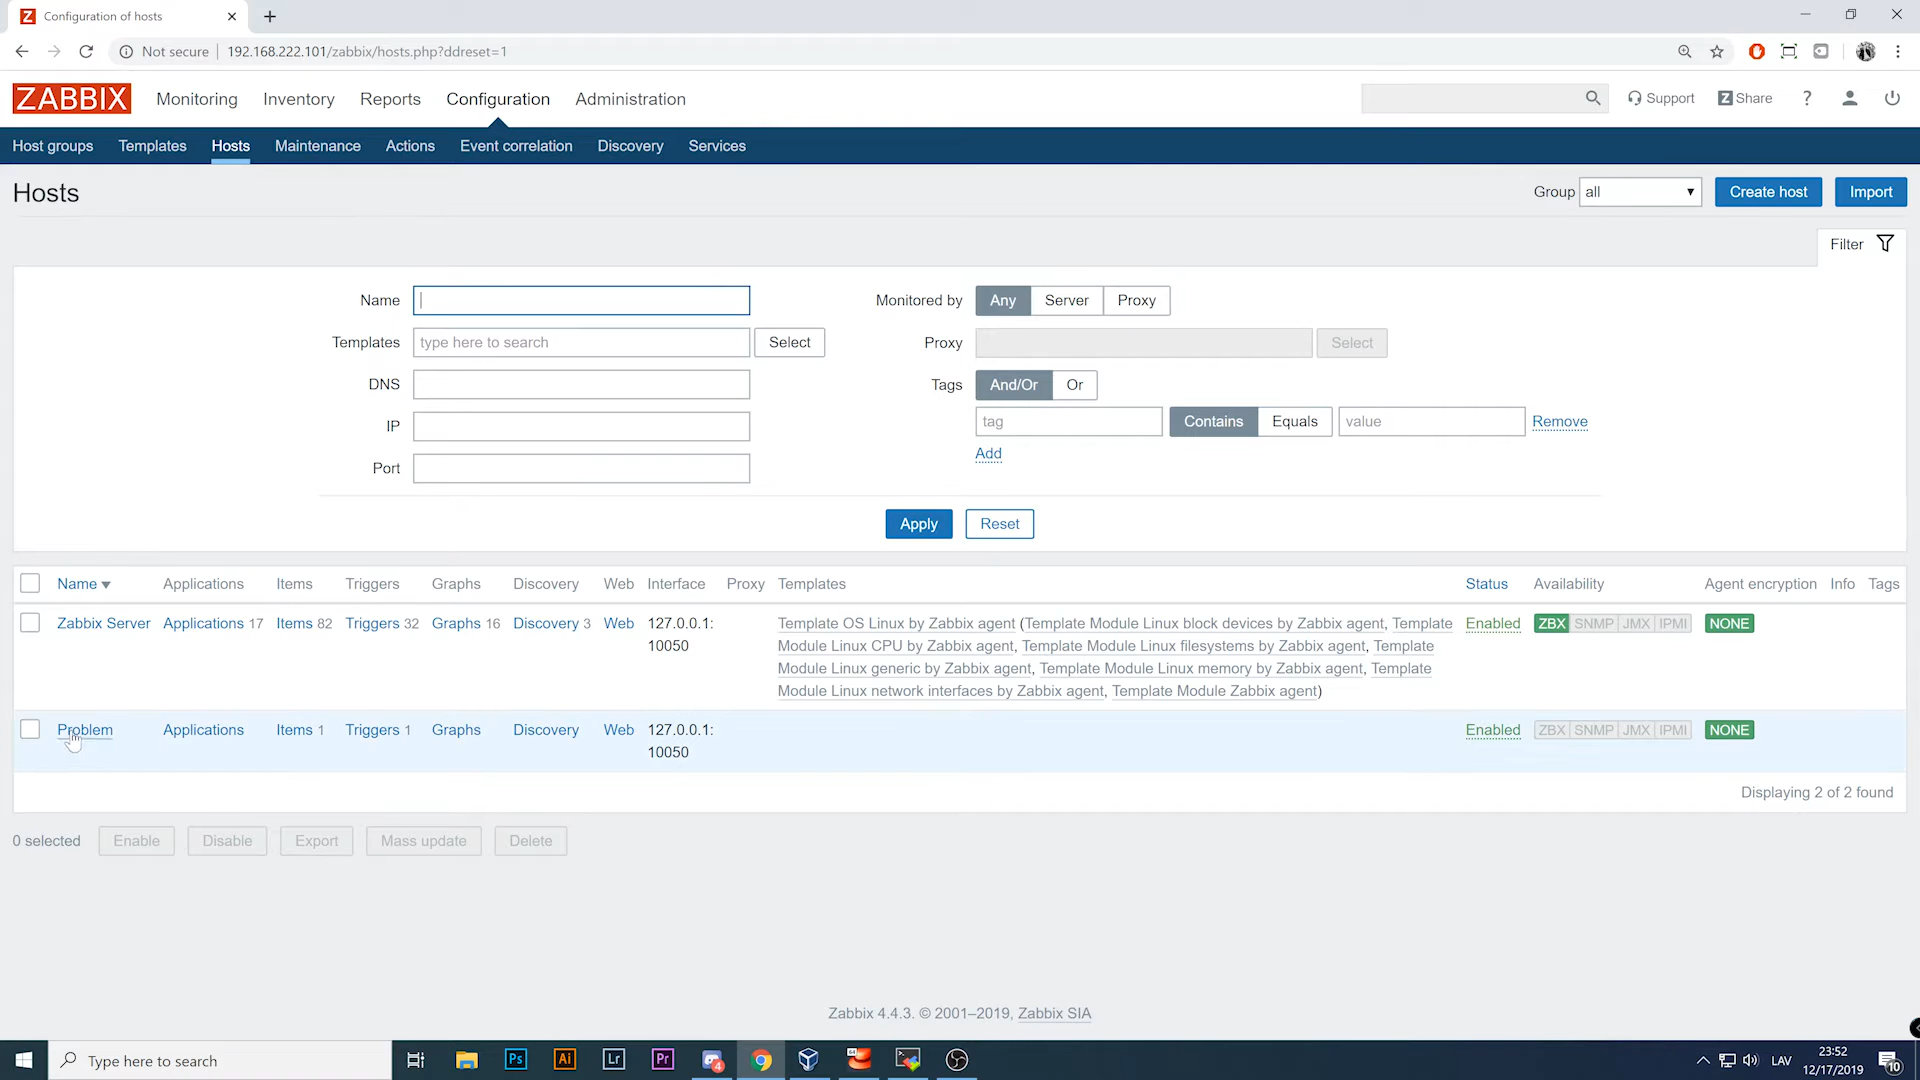 Configuration of hosts
Not secure
192.168.222.101/zabbix/hosts.php?ddreset=1
ZABBIX
Monitoring
Inventory
Reports
Configuration
Administration
Support
Z Share
?
Host groups
Templates
Hosts
Maintenance
Actions
Event correlation
Discovery
Services
Hosts
Group
all
Create host
Import
Filter
Name
Monitored by
Any
Server
Proxy
Templates
type here to search
Select
Proxy
Select
DNS
Tags
And/Or
Or
IP
tag
Contains
Equals
value
Remove
Add
Port
Apply
Reset
Name
Applications
Items
Triggers
Graphs
Discovery
Web
Interface
Proxy
Templates
Status
Availability
Agent encryption
Info
Tags
Zabbix Server
Applications 17
Items 82
Triggers 32
Graphs 16
Discovery 3
Web
127.0.0.1:
10050
Template OS Linux by Zabbix agent (Template Module Linux block devices by Zabbix agent, Template
Module Linux CPU by Zabbix agent, Template Module Linux filesystems by Zabbix agent, Template
Module Linux generic by Zabbix agent, Template Module Linux memory by Zabbix agent, Template
Module Linux network interfaces by Zabbix agent, Template Module Zabbix agent)
Enabled
ZBX SNMP JMX IPMI
NONE
Problem
Applications
Items 1
Triggers 1
Graphs
Discovery
Web
127.0.0.1:
10050
Enabled
ZBX SNMP JMX IPMI
NONE
Displaying 2 of 2 found
0 selected
Enable
Disable
Export
Mass update
Delete
Zabbix 4.4.3. © 2001–2019, Zabbix SIA
Type here to search
Ps
Ai
Lr
Pr
4
LAV
23:52
12/17/2019
10